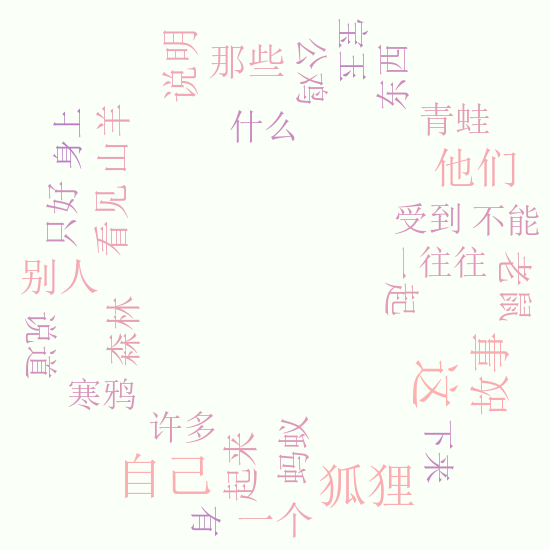 说明
那些
公鸡
宝玉
东西
什么
青蛙
身上
山羊
他们
只好
看见
受到
不能
一起
往往
老鼠
别人
说道
森林
这
故事
寒鸦
许多
起来
蚂蚁
下来
自己
狐狸
有
一个